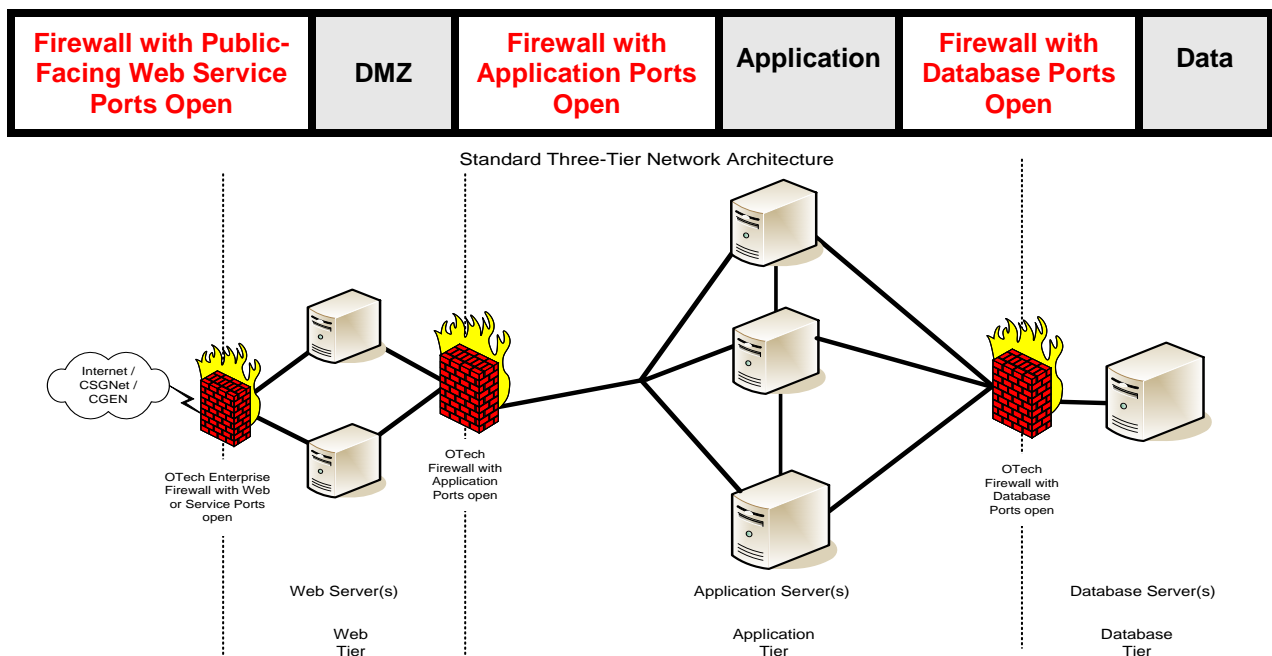 Firewall with Public-
Facing Web Service
Ports Open
DMZ
Firewall with
Application Ports
Open
Application
Firewall with
Database Ports
Open
Data
Standard Three-Tier Network Architecture
Internet /
CSGNet /
CGEN
OTech Enterprise
Firewall with Web
or Service Ports
open
OTech
Firewall with
Application
Ports open
OTech
Firewall with
Database
Ports open
Web Server(s)
Application Server(s)
Database Server(s)
Web
Tier
Application
Tier
Database
Tier